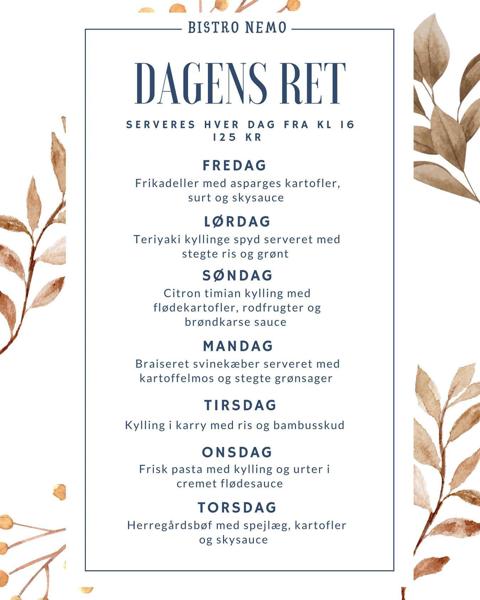 BISTRO NEMO
DAGENS RET
SERVERES HVER DAG FRA KL 16
125 KR
FREDAG
Frikadeller med asparges kartofler,
surt og skysauce
LØRDAG
Teriyaki kyllinge spyd serveret med
stegte ris og grønt
SØNDAG
Citron timian kylling med
flødekartofler, rodfrugter og
brøndkarse sauce
MANDAG
Braiseret svinekæber serveret med
kartoffelmos og stegte grønsager
TIRSDAG
Kylling i karry med ris og bambusskud
ONSDAG
Frisk pasta med kylling og urter i
cremet flødesauce
TORSDAG
Herregårdsbøf med spejlæg, kartofler
og skysauce